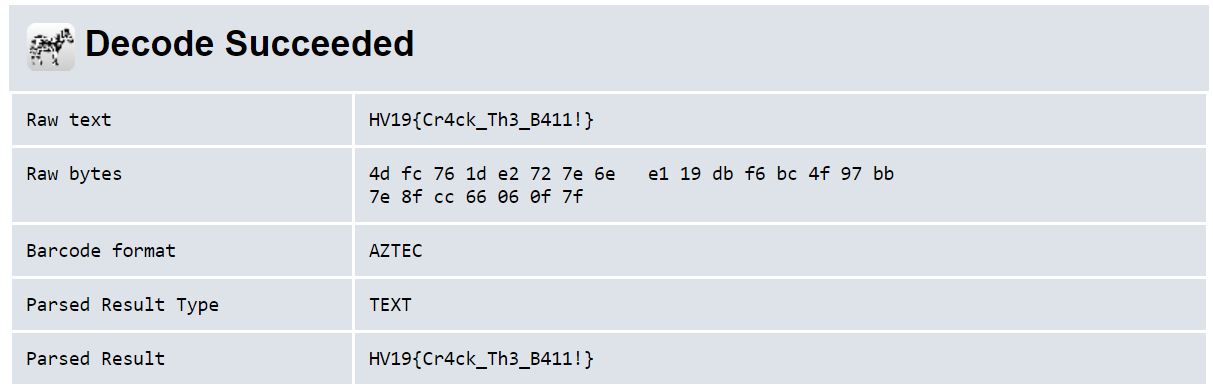 Decode Succeeded
Raw text HV19{Cr4ck_Th3_B411!}
Raw bytes 4d fc 76 1d e2 72 7e 6e   e1 19 db f6 bc 4f 97 bb
7e 8f cc 66 06 0f 7f
Barcode format AZTEC
Parsed Result Type TEXT
Parsed Result HV19{Cr4ck_Th3_B411!}